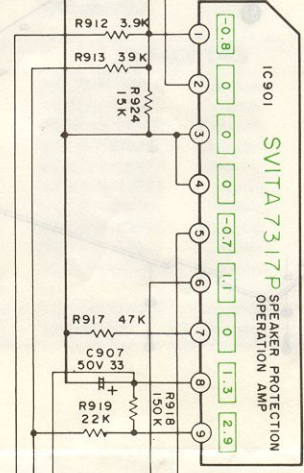 R912 3.9K
R913 39K
R924
15K
R917 47K
C907
50V 33
R919
22K
R918
150K
1
2
3
4
5
6
7
8
9
-0.8
0
0
0
-0.7
1.1
0
1.3
2.9
IC901
SVITA7317P
SPEAKER PROTECTION
OPERATION AMP
+